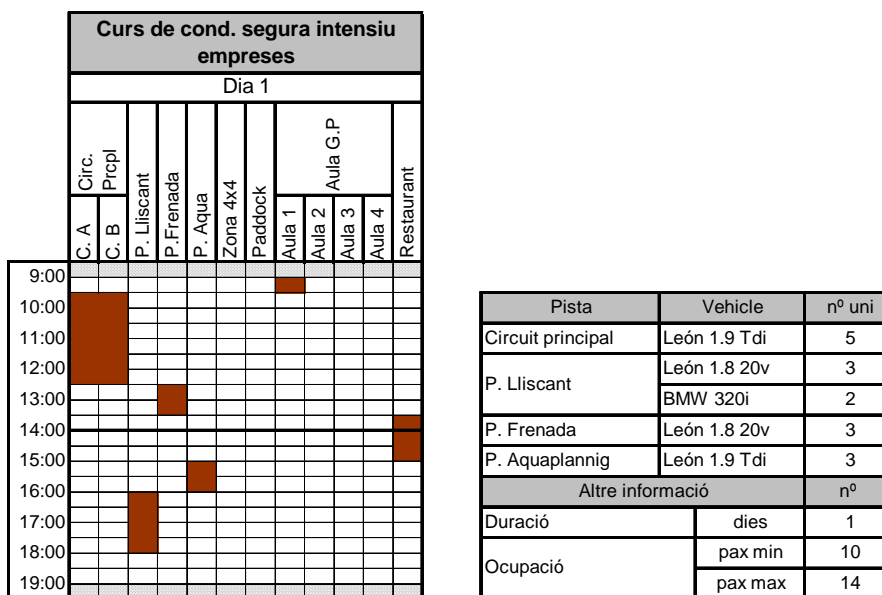 Curs de cond. segura intensiu
empreses
Dia 1
Circ.
Prcpl
C. A
C. B
P. Lliscant
P.Frenada
P. Aqua
Zona 4x4
Paddock
Aula G.P
Aula 1
Aula 2
Aula 3
Aula 4
Restaurant
9:00
10:00
11:00
12:00
13:00
14:00
15:00
16:00
17:00
18:00
19:00
Pista Vehicle nº uni
Circuit principal León 1.9 Tdi 5
P. Lliscant León 1.8 20v 3
BMW 320i 2
P. Frenada León 1.8 20v 3
P. Aquaplannig León 1.9 Tdi 3
Altre informació nº
Duració dies 1
Ocupació pax min 10
pax max 14